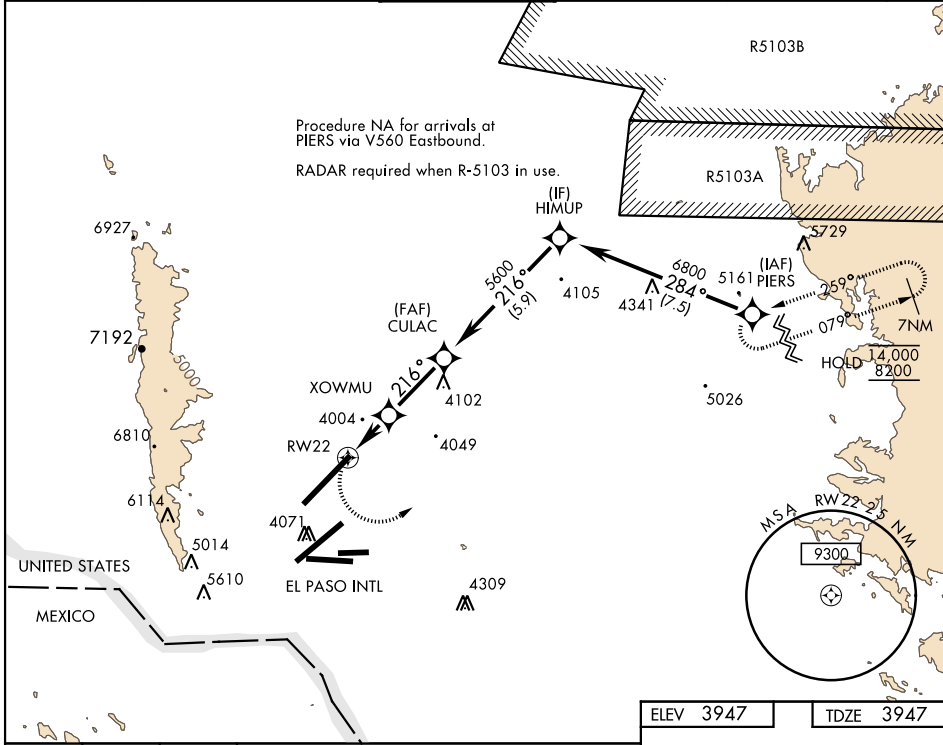 R5103B
Procedure NA for arrivals at
PIERS via V560 Eastbound.
RADAR required when R-5103 in use.
R5103A
(IF)
HIMUP
6927
5729
(IAF)
PIERS
5161
6800
284°
(7.5)
5600
216°
(5.9)
4105
4341
259°
079°
7NM
HOLD
14,000
8200
(FAF)
CULAC
7192
5000
216°
XOWMU
4102
5026
4004
4049
6810
RW22
6114
4071
MSA RW22 25 NM
9300
5014
UNITED STATES
5610
EL PASO INTL
4309
MEXICO
ELEV 3947
TDZE 3947